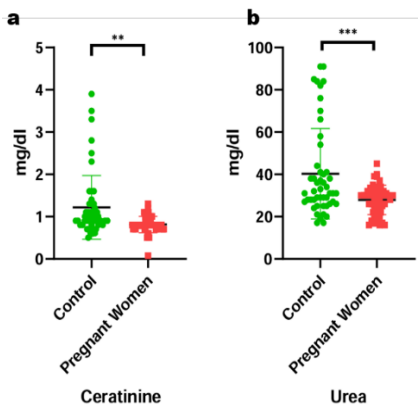 a
b
**
***
mg/dl
5
4
3
2
1
0
mg/dl
100
80
60
40
20
0
Control
Pregnant Women
Control
Pregnant Women
Ceratinine
Urea